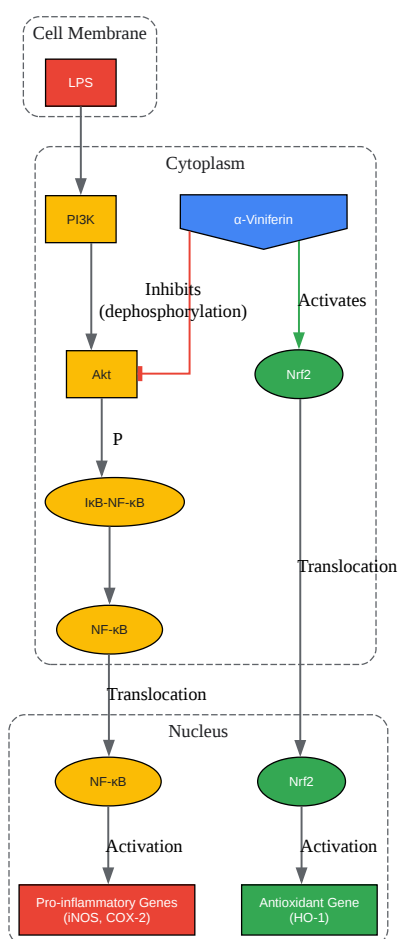 Cell Membrane
LPS
Cytoplasm
PI3K
α-Viniferin
Inhibits
(dephosphorylation)
Activates
Akt
Nrf2
P
IκB-NF-κB
Translocation
NF-κB
Translocation
Nucleus
NF-κB
Nrf2
Activation
Activation
Pro-inflammatory Genes
(iNOS, COX-2)
Antioxidant Gene
(HO-1)